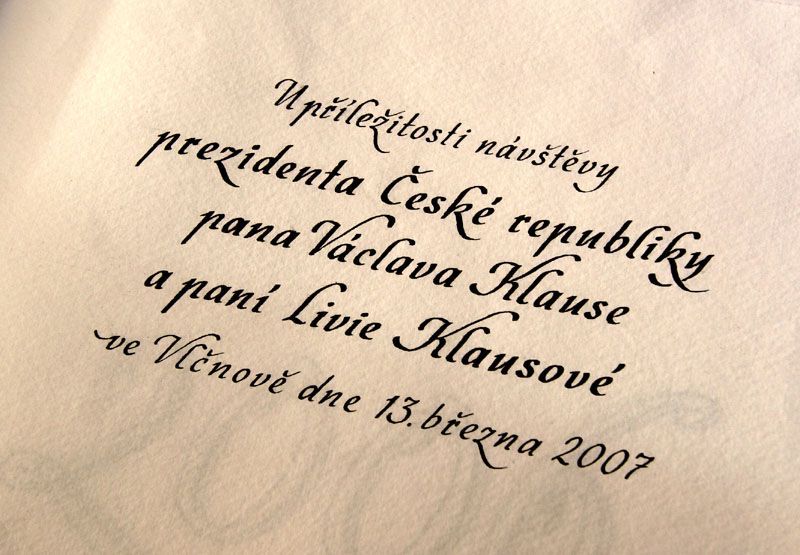 U příležitosti návštěvy
prezidenta České republiky
pana Václava Klause
a paní Livie Klausové
ve Vlčnově dne 13. března 2007